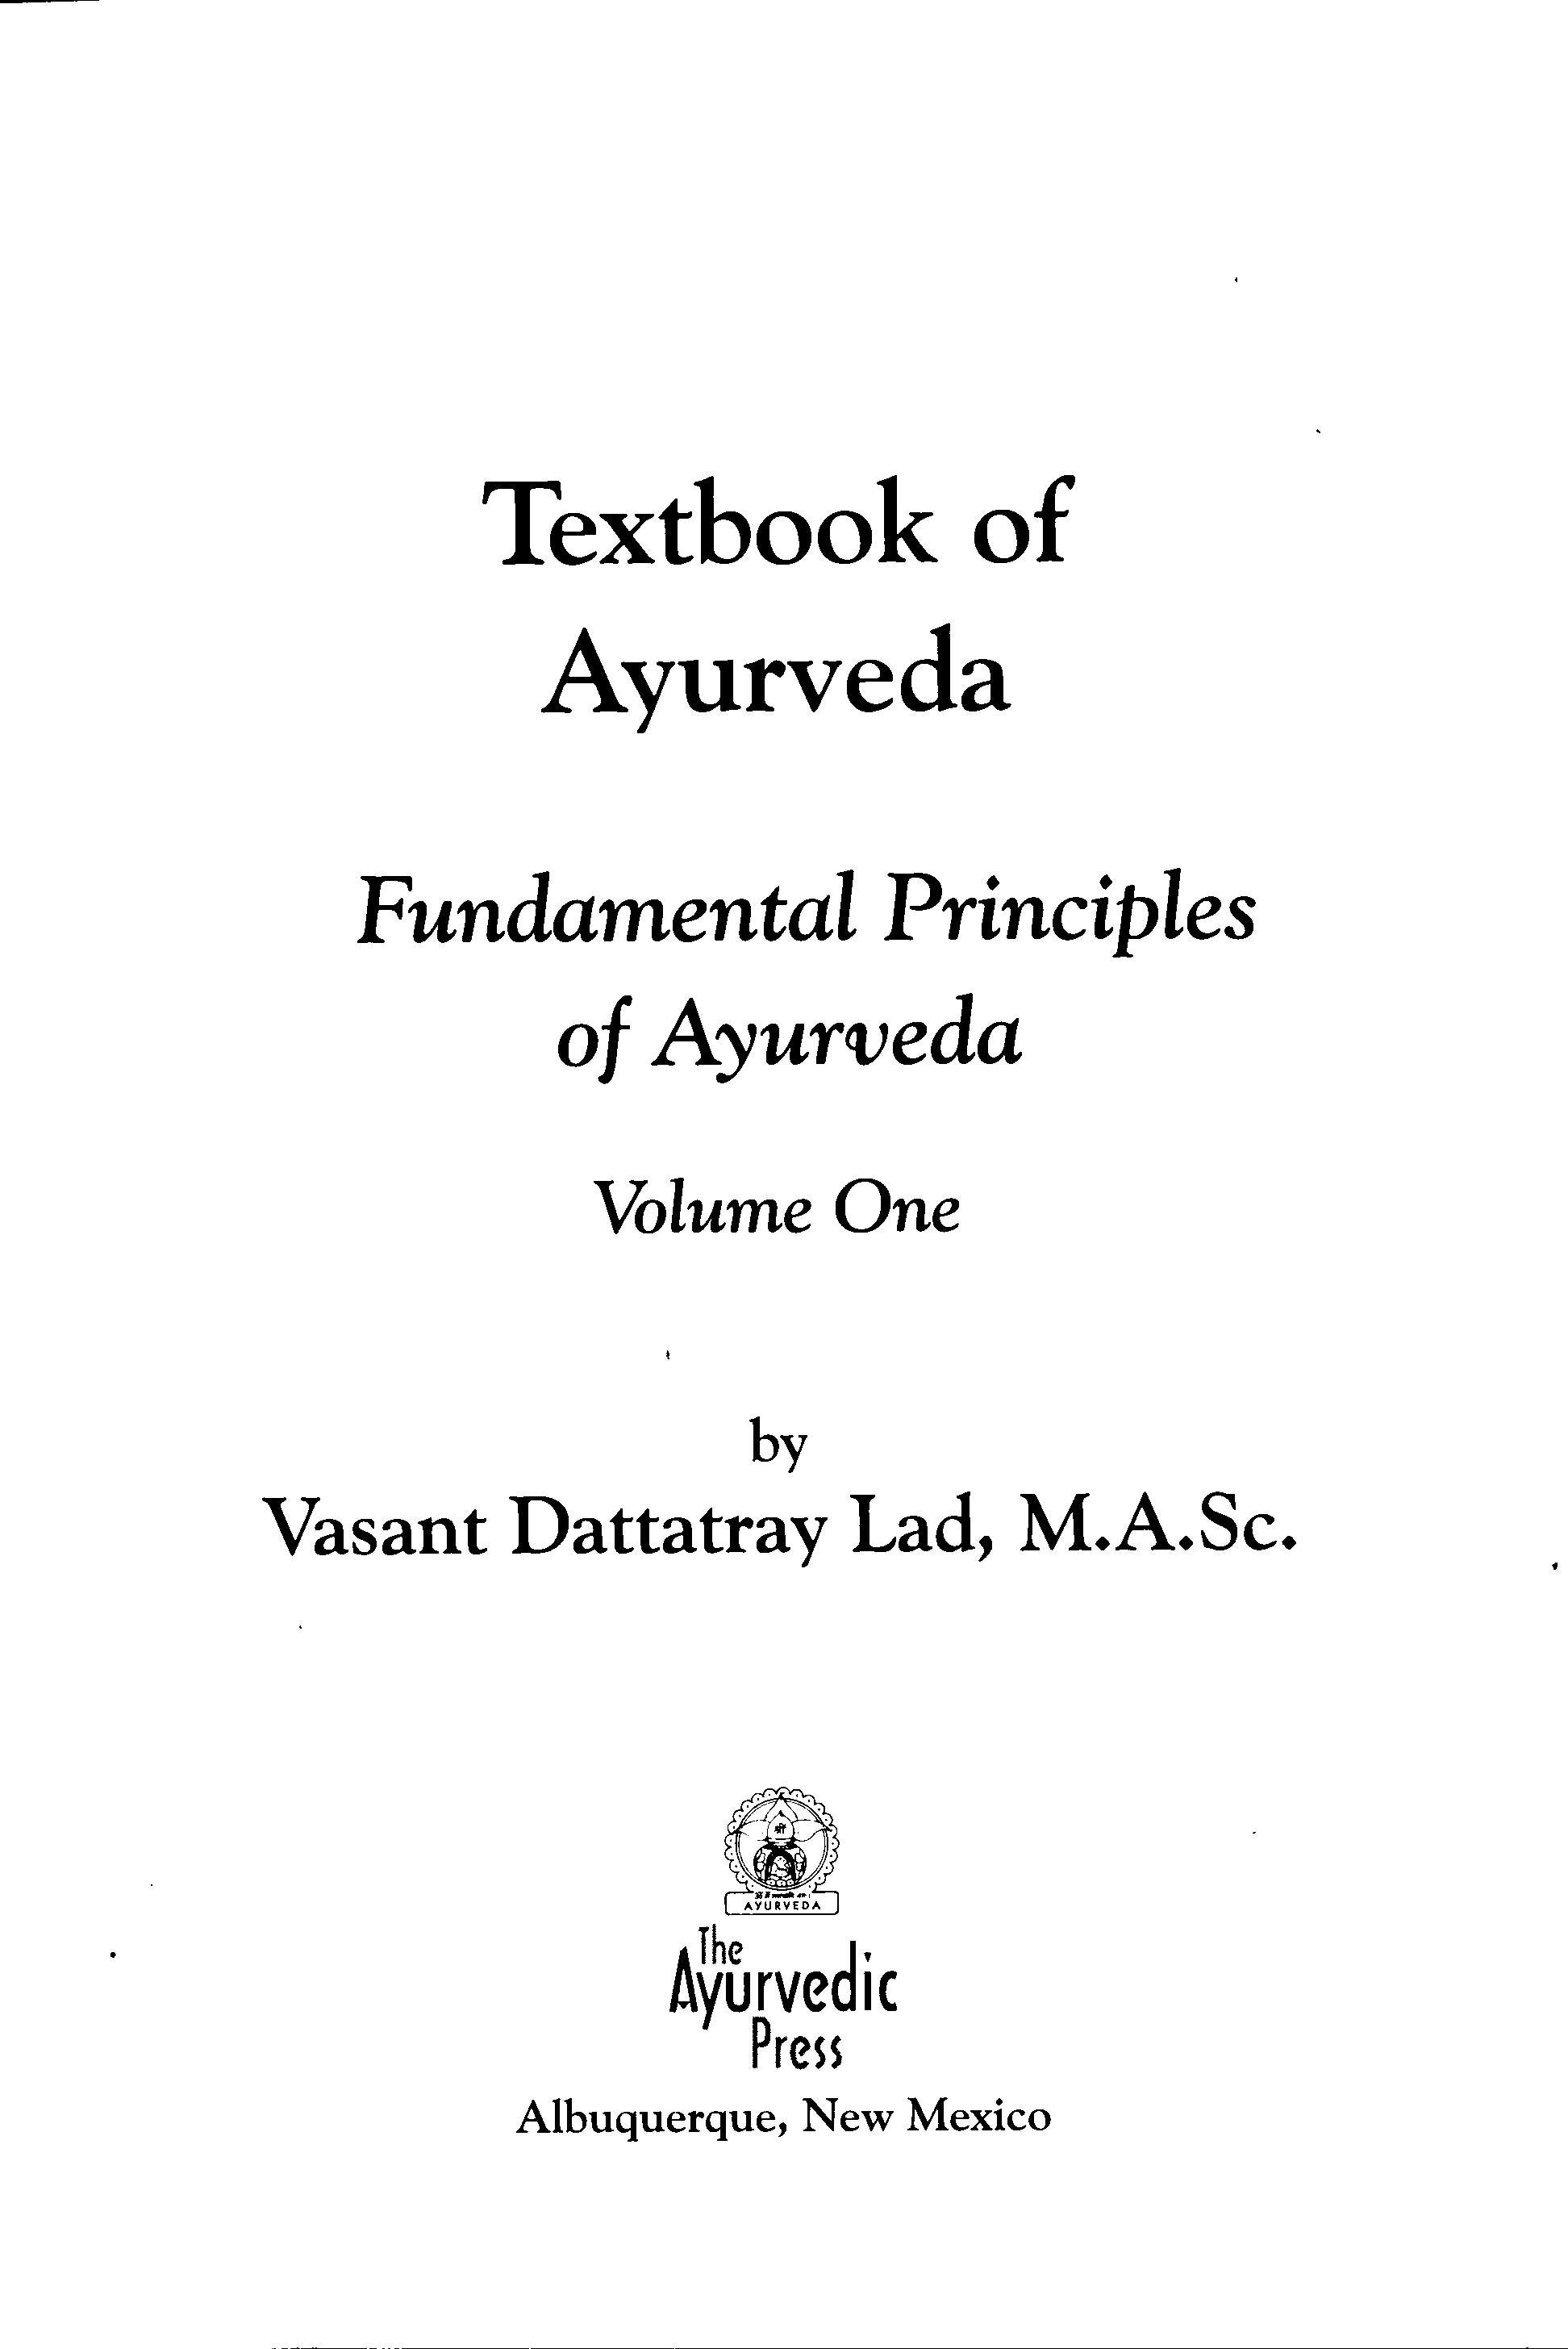 Textbook of
Ayurveda
Fundamental Principles
of Ayurveda
Volume One
by
Vasant Dattatray Lad, M.A.Sc.
श्रीं
AYURVEDA
The
Ayurvedic
Press
Albuquerque, New Mexico